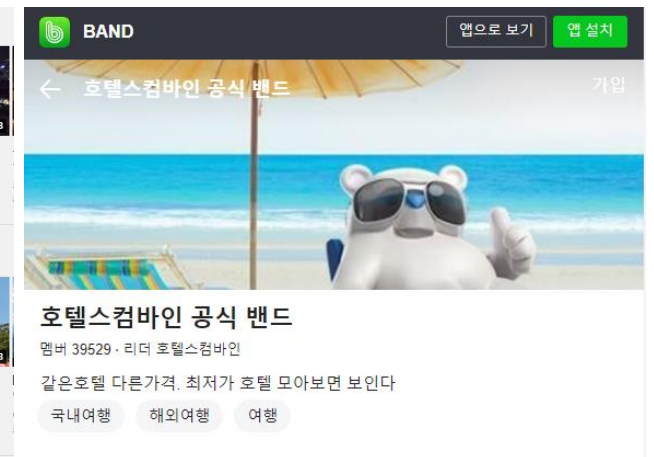 BAND
앱으로 보기
앱 설치
호텔스컴바인 공식 밴드
가입
호텔스컴바인 공식 밴드
멤버 39529 · 리더 호텔스컴바인
같은호텔 다른가격. 최저가 호텔 모아보면 보인다
국내여행 해외여행 여행